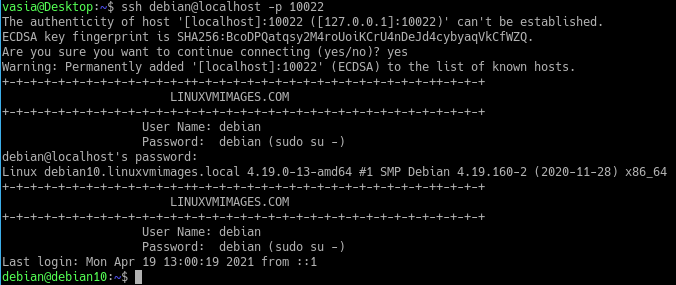 vasia@Desktop:~$ ssh debian@localhost -p 10022
The authenticity of host '[localhost]:10022 ([127.0.0.1]:10022)' can't be established.
ECDSA key fingerprint is SHA256:BcoDPQatqsy2M4roUoiKCrU4nDeJd4cybyaqVkCfWZQ.
Are you sure you want to continue connecting (yes/no)? yes
Warning: Permanently added '[localhost]:10022' (ECDSA) to the list of known hosts.
+-+-+-+-+-+-+-+-+-+-+-++-+-+-+-+-+-+-+-+-+-+-++-+-+-+-+
LINUXVMIMAGES.COM
+-+-+-+-+-+-+-+-+-+-+-++-+-+-+-+-+-+-+-+-+-+-+-+-+-+-+
User Name: debian
Password:  debian (sudo su -)
debian@localhost's password:
Linux debian10.linuxvmimages.local 4.19.0-13-amd64 #1 SMP Debian 4.19.160-2 (2020-11-28) x86_64
+-+-+-+-+-+-+-+-+-+-+-++-+-+-+-+-+-+-+-+-+-+-++-+-+-+-+
LINUXVMIMAGES.COM
+-+-+-+-+-+-+-+-+-+-+-++-+-+-+-+-+-+-+-+-+-+-+-+-+-+-+
User Name: debian
Password:  debian (sudo su -)
Last login: Mon Apr 19 13:00:19 2021 from ::1
debian@debian10:~$